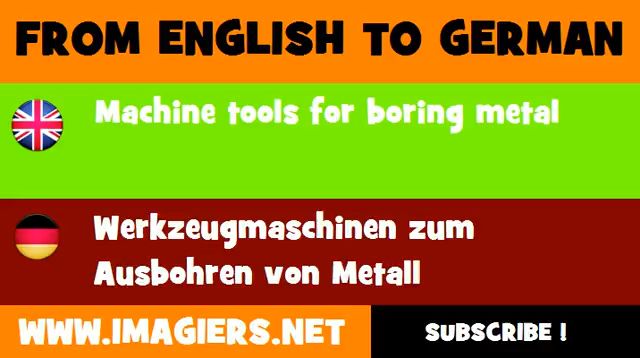 FROM ENGLISH TO GERMAN
Machine tools for boring metal
Werkzeugmaschinen zum
Ausbohren von Metall
WWW.IMAGIERS.NET
SUBSCRIBE !